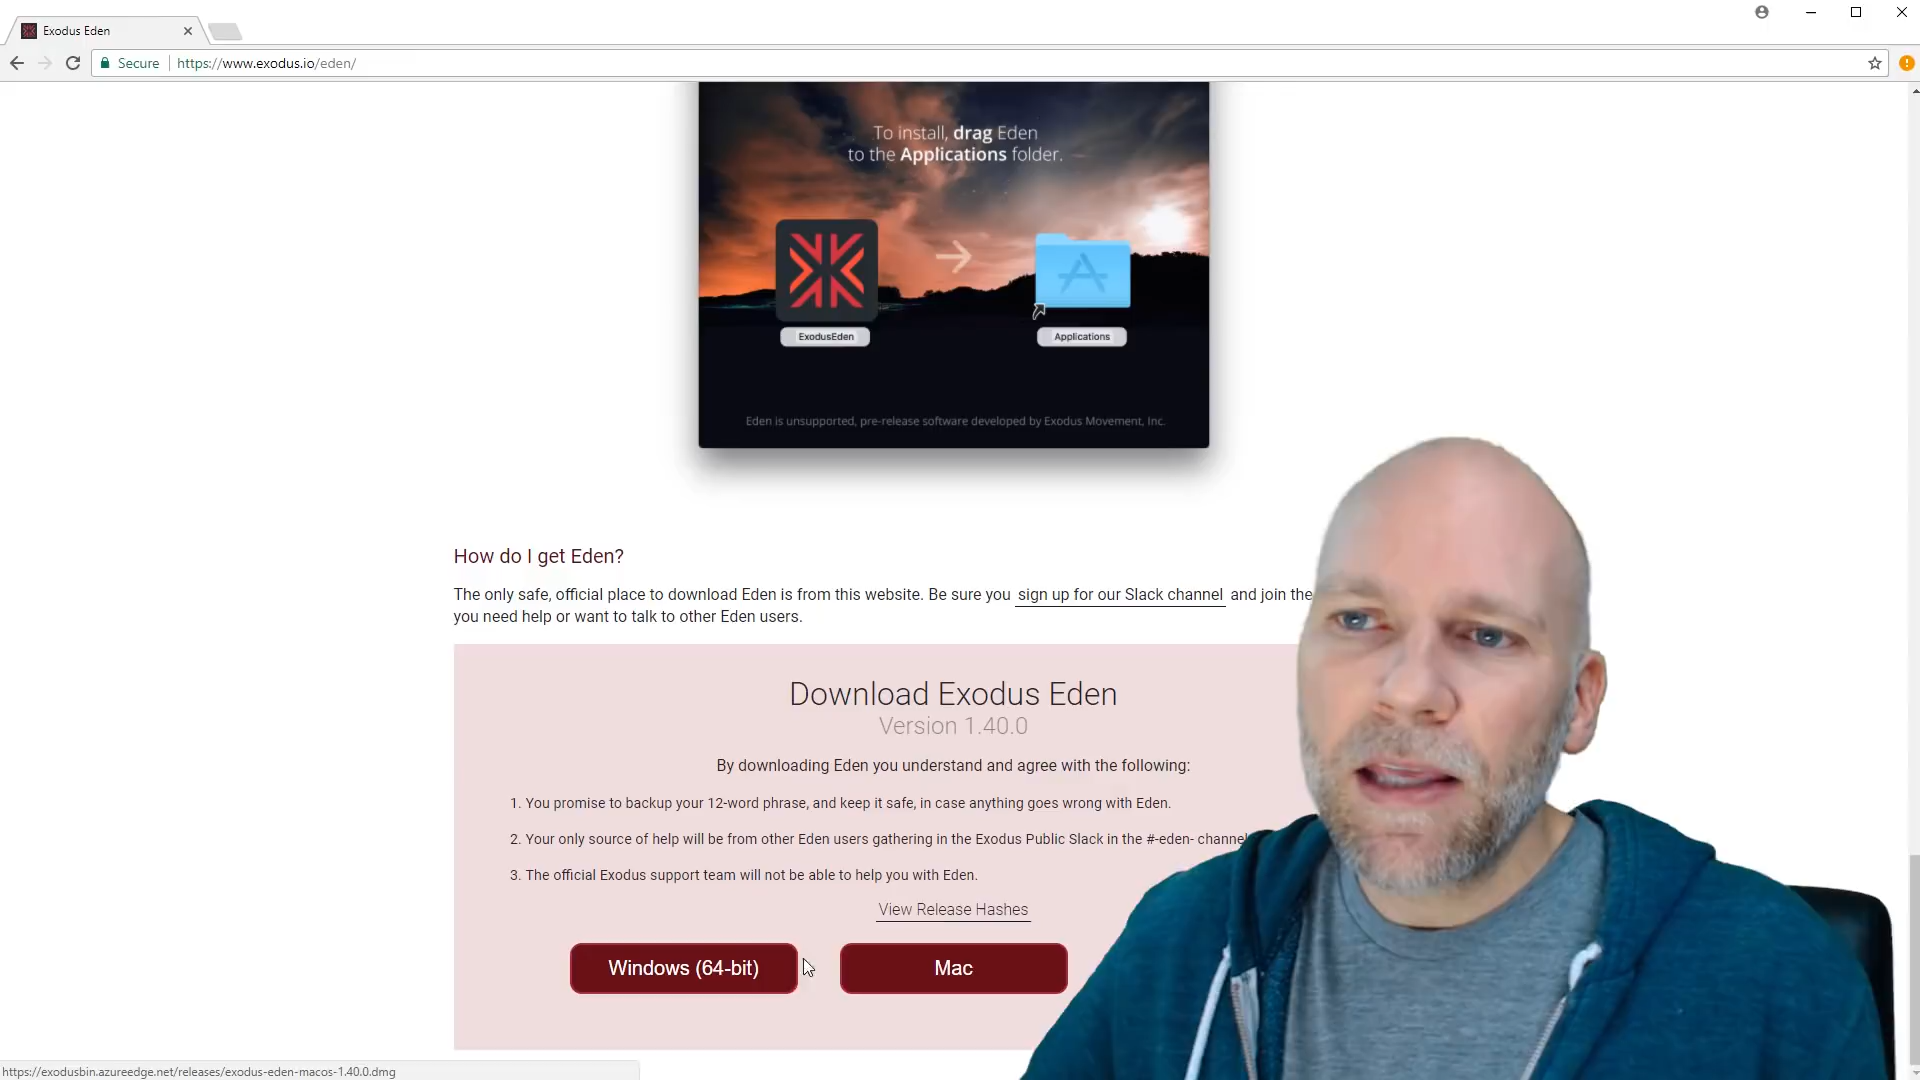 Exodus Eden
Secure https://www.exodus.io/eden/
To install, drag Eden
to the Applications folder.
ExodusEden
Applications
Eden is unsupported, pre-release software developed by Exodus Movement, Inc.
How do I get Eden?
The only safe, official place to download Eden is from this website. Be sure you sign up for our Slack channel and join the
you need help or want to talk to other Eden users.
Download Exodus Eden
Version 1.40.0
By downloading Eden you understand and agree with the following:
1. You promise to backup your 12-word phrase, and keep it safe, in case anything goes wrong with Eden.
2. Your only source of help will be from other Eden users gathering in the Exodus Public Slack in the #-eden- channel
3. The official Exodus support team will not be able to help you with Eden.
View Release Hashes
Windows (64-bit)
Mac
https://exodusbin.azureedge.net/releases/exodus-eden-macos-1.40.0.dmg